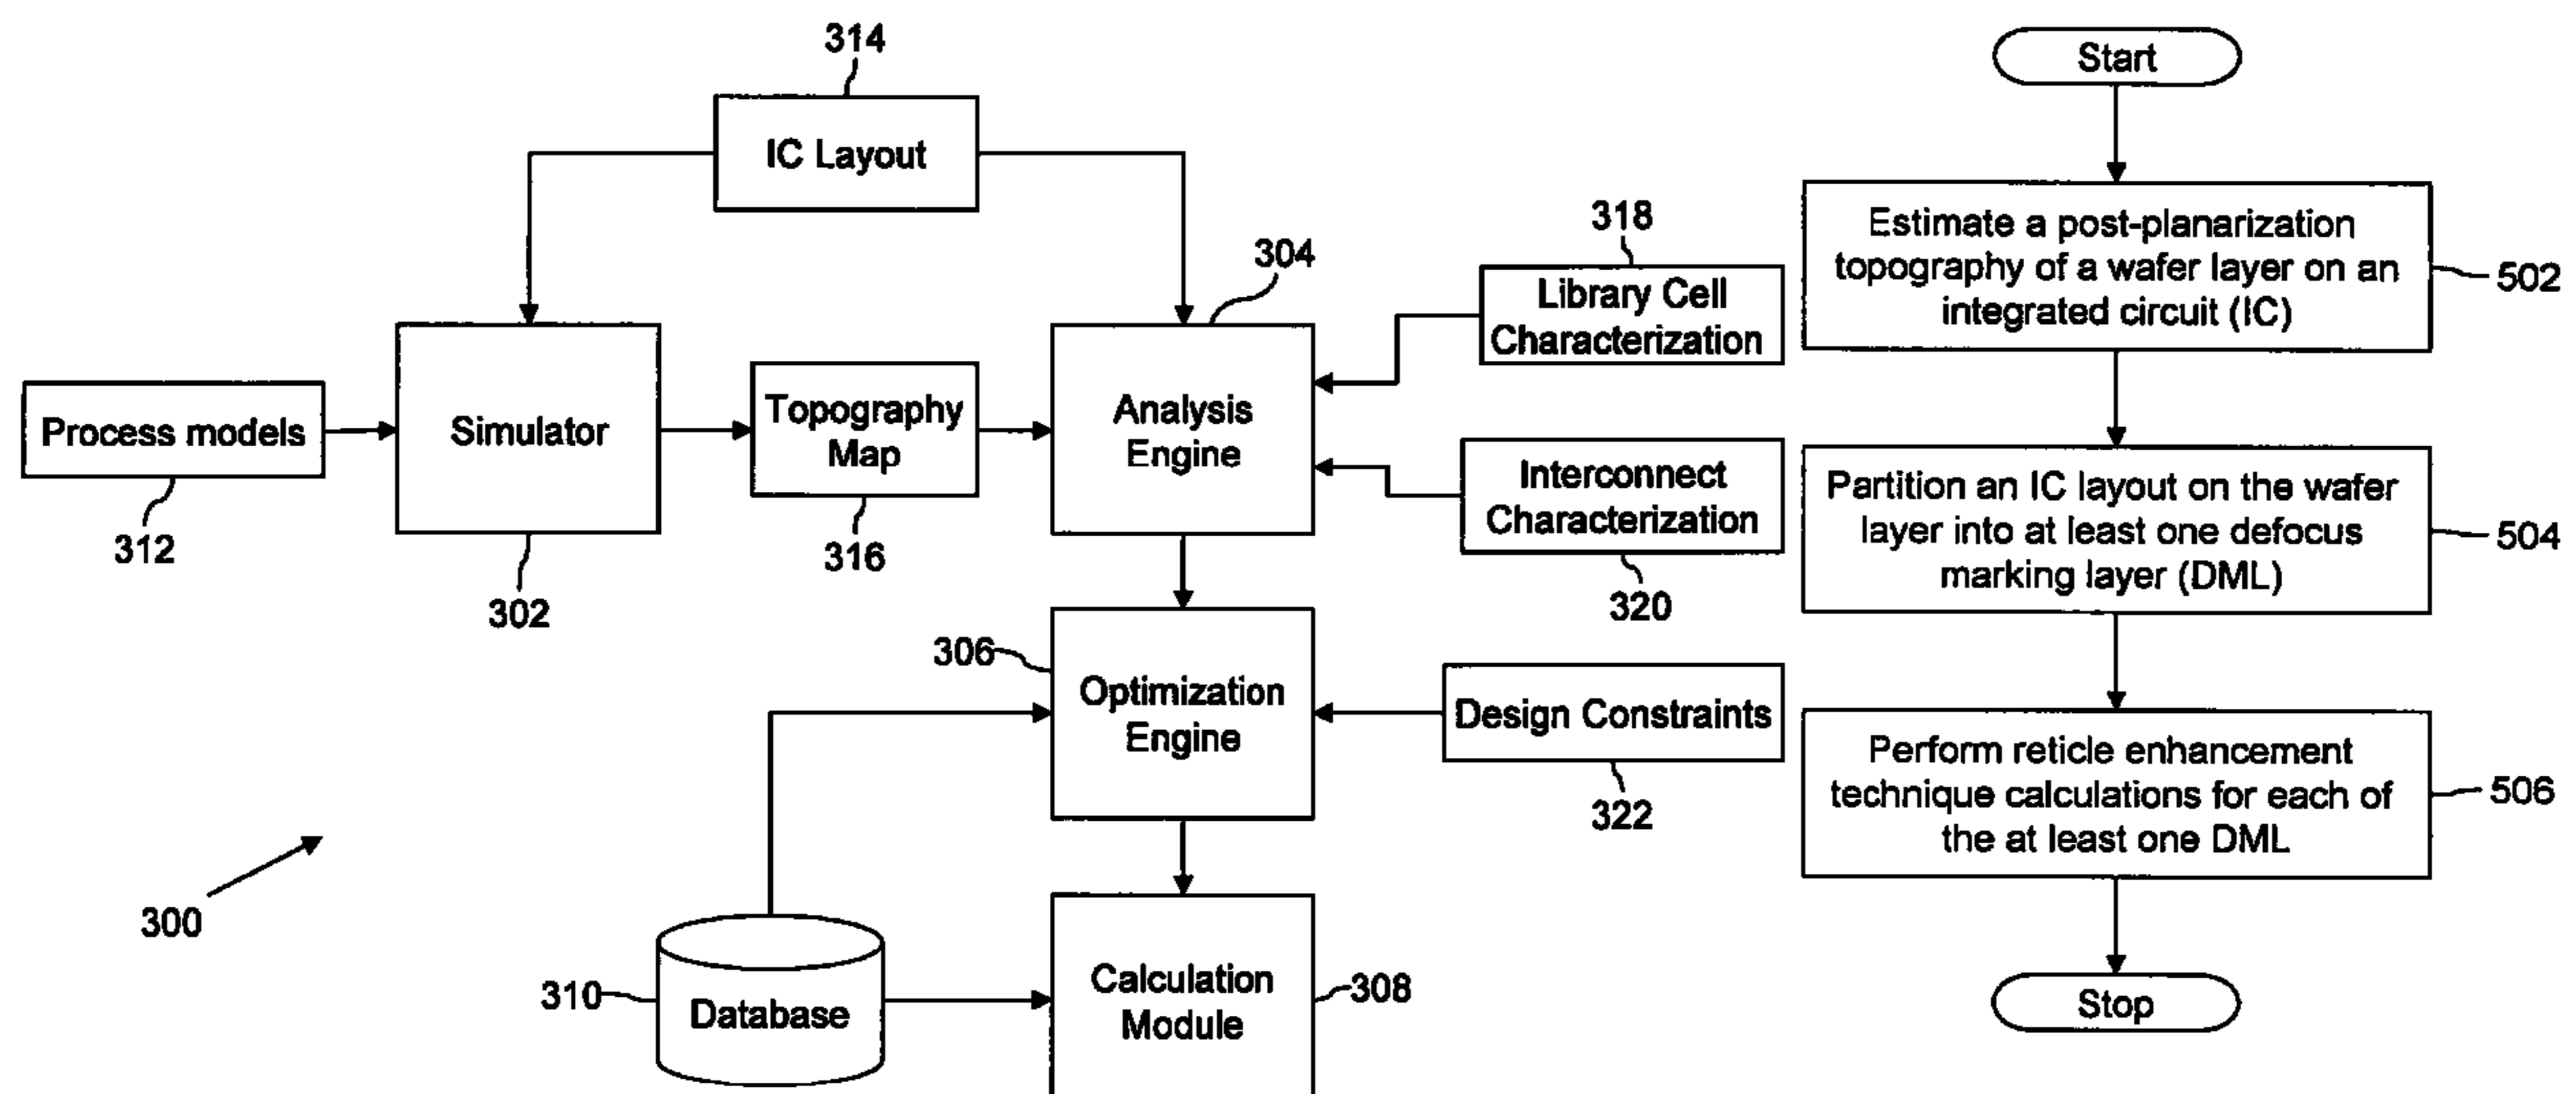 314
IC Layout
304
Process models
312
Simulator
302
Topography
Map
316
Analysis
Engine
318
Library Cell
Characterization
Interconnect
Characterization
320
306
Optimization
Engine
Design Constraints
322
300
310
Database
Calculation
Module
308
Start
Estimate a post-planarization
topography of a wafer layer on an
integrated circuit (IC)
502
Partition an IC layout on the wafer
layer into at least one defocus
marking layer (DML)
504
Perform reticle enhancement
technique calculations for each of
the at least one DML
506
Stop